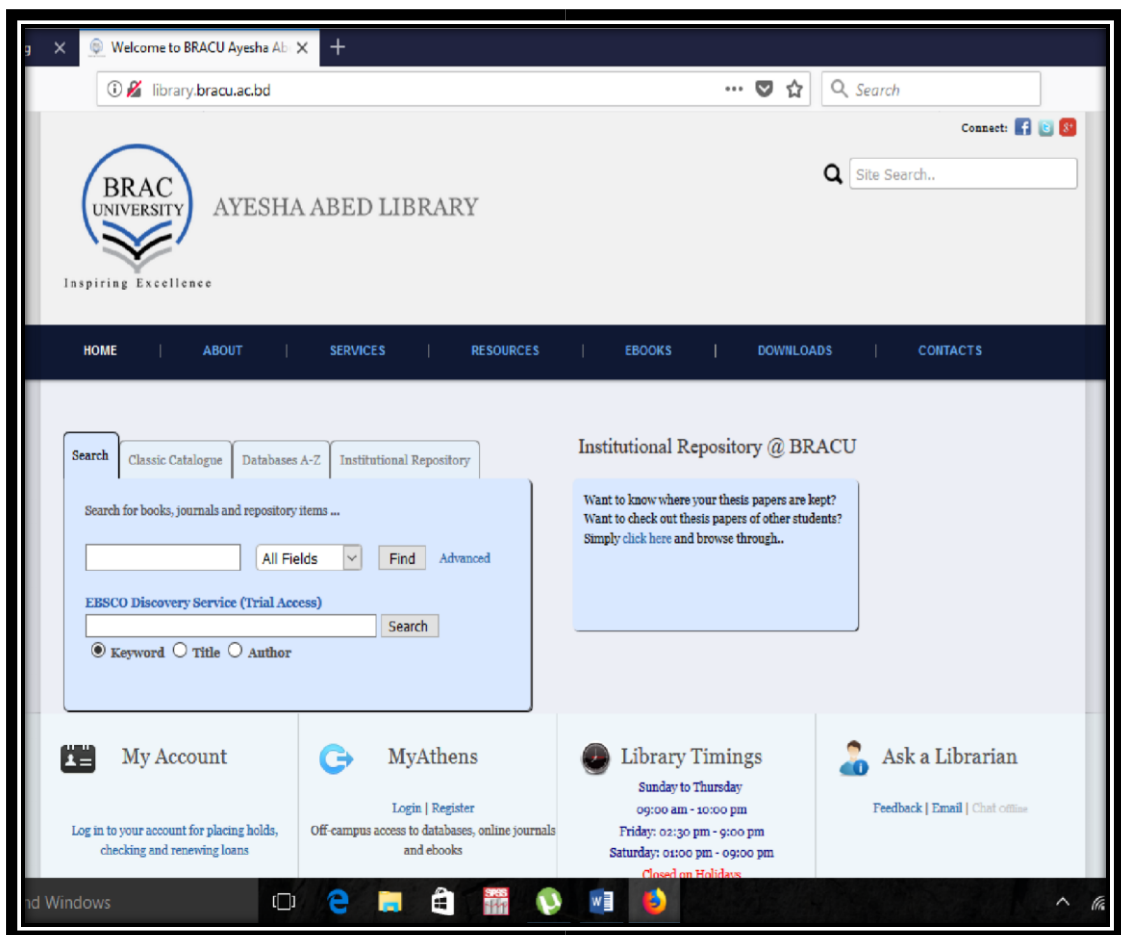 g
Welcome to BRACU Ayesha Ab
library.bracu.ac.bd
Search
Connect:
BRAC
UNIVERSITY
Inspiring Excellence
AYESHA ABED LIBRARY
Site Search..
HOME | ABOUT | SERVICES | RESOURCES | EBOOKS | DOWNLOADS | CONTACTS
Search Classic Catalogue Databases A-Z Institutional Repository
Search for books, journals and repository items ...
All Fields Find Advanced
EBSCO Discovery Service (Trial Access)
Search
Keyword Title Author
Institutional Repository @ BRACU
Want to know where your thesis papers are kept?
Want to check out thesis papers of other students?
Simply click here and browse through..
My Account
Log in to your account for placing holds,
checking and renewing loans
MyAthens
Login | Register
Off-campus access to databases, online journals
and ebooks
Library Timings
Sunday to Thursday
09:00 am - 10:00 pm
Friday: 02:30 pm - 9:00 pm
Saturday: 01:00 pm - 09:00 pm
Closed on Holidays
Ask a Librarian
Feedback | Email | Chat offline
nd Windows
SPSS